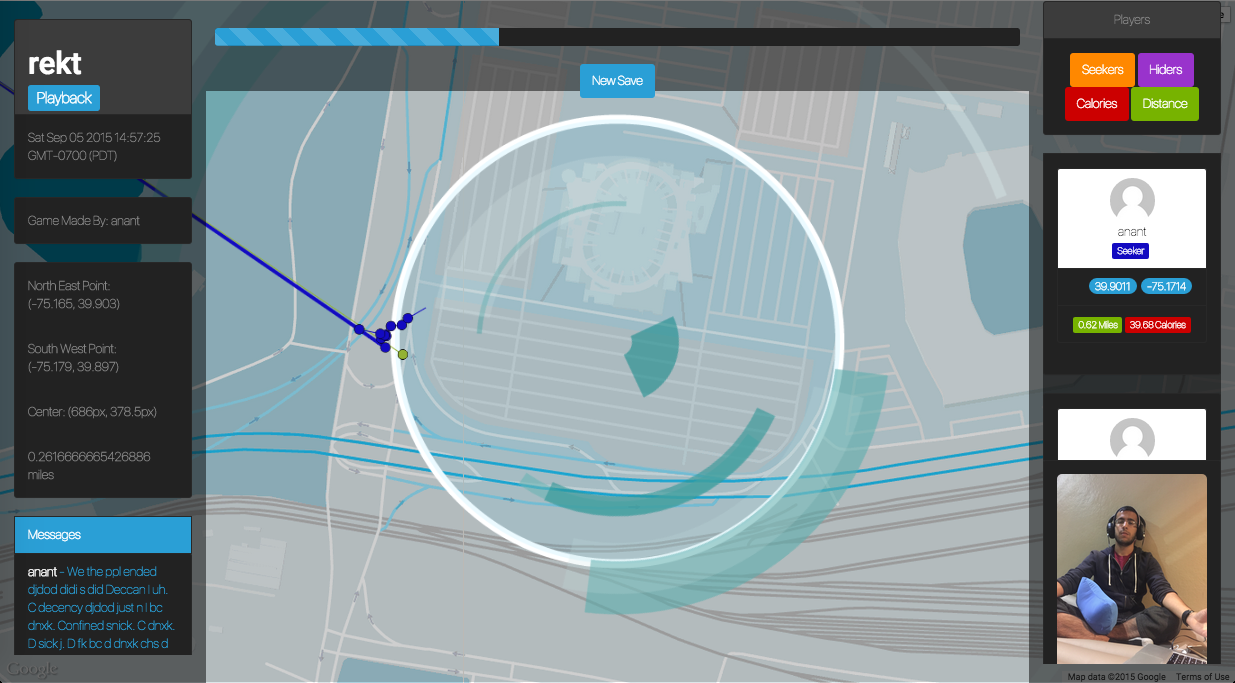 rekt
Playback
Sat Sep 05 2015 14:57:25
GMT-0700 (PDT)
Game Made By: anant
North East Point:
(-75.165, 39.903)
South West Point:
(-75.179, 39.897)
Center: (686px, 378.5px)
0.2616666665426886
miles
Messages
anant - We the ppl ended
djdod didi s did Deccan I uh.
C decency djdod just n I bc
dnxk. Confined snick. C dnxk.
D sick j. D fk bc d dnxk chs d
Google
New Save
Players
Seekers
Hiders
Calories
Distance
anant
Seeker
39.9011
-75.1714
0.62 Miles
39.68 Calories
Map data ©2015 Google
Terms of Use